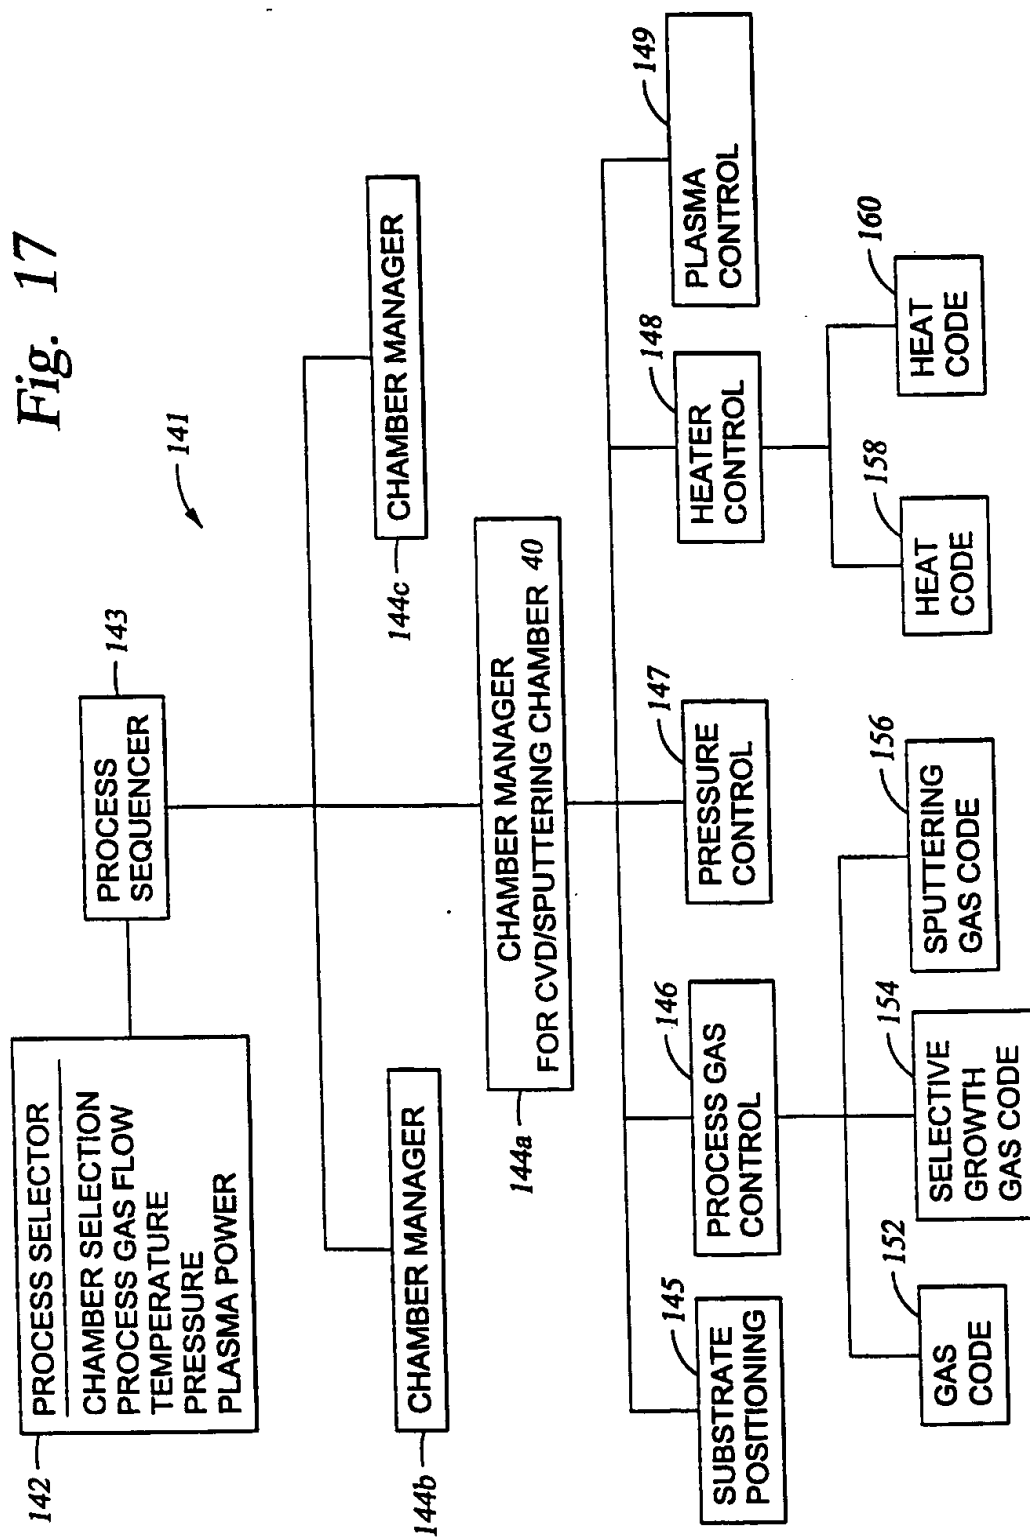 Fig. 17
141
142
PROCESS SELECTOR
CHAMBER SELECTION
PROCESS GAS FLOW
TEMPERATURE
PRESSURE
PLASMA POWER
143
PROCESS
SEQUENCER
144b
CHAMBER MANAGER
144c
CHAMBER MANAGER
144a
CHAMBER MANAGER
FOR CVD/SPUTTERING CHAMBER 40
145
SUBSTRATE
POSITIONING
146
PROCESS GAS
CONTROL
147
PRESSURE
CONTROL
148
HEATER
CONTROL
149
PLASMA
CONTROL
152
GAS
CODE
154
SELECTIVE
GROWTH
GAS CODE
156
SPUTTERING
GAS CODE
158
HEAT
CODE
160
HEAT
CODE